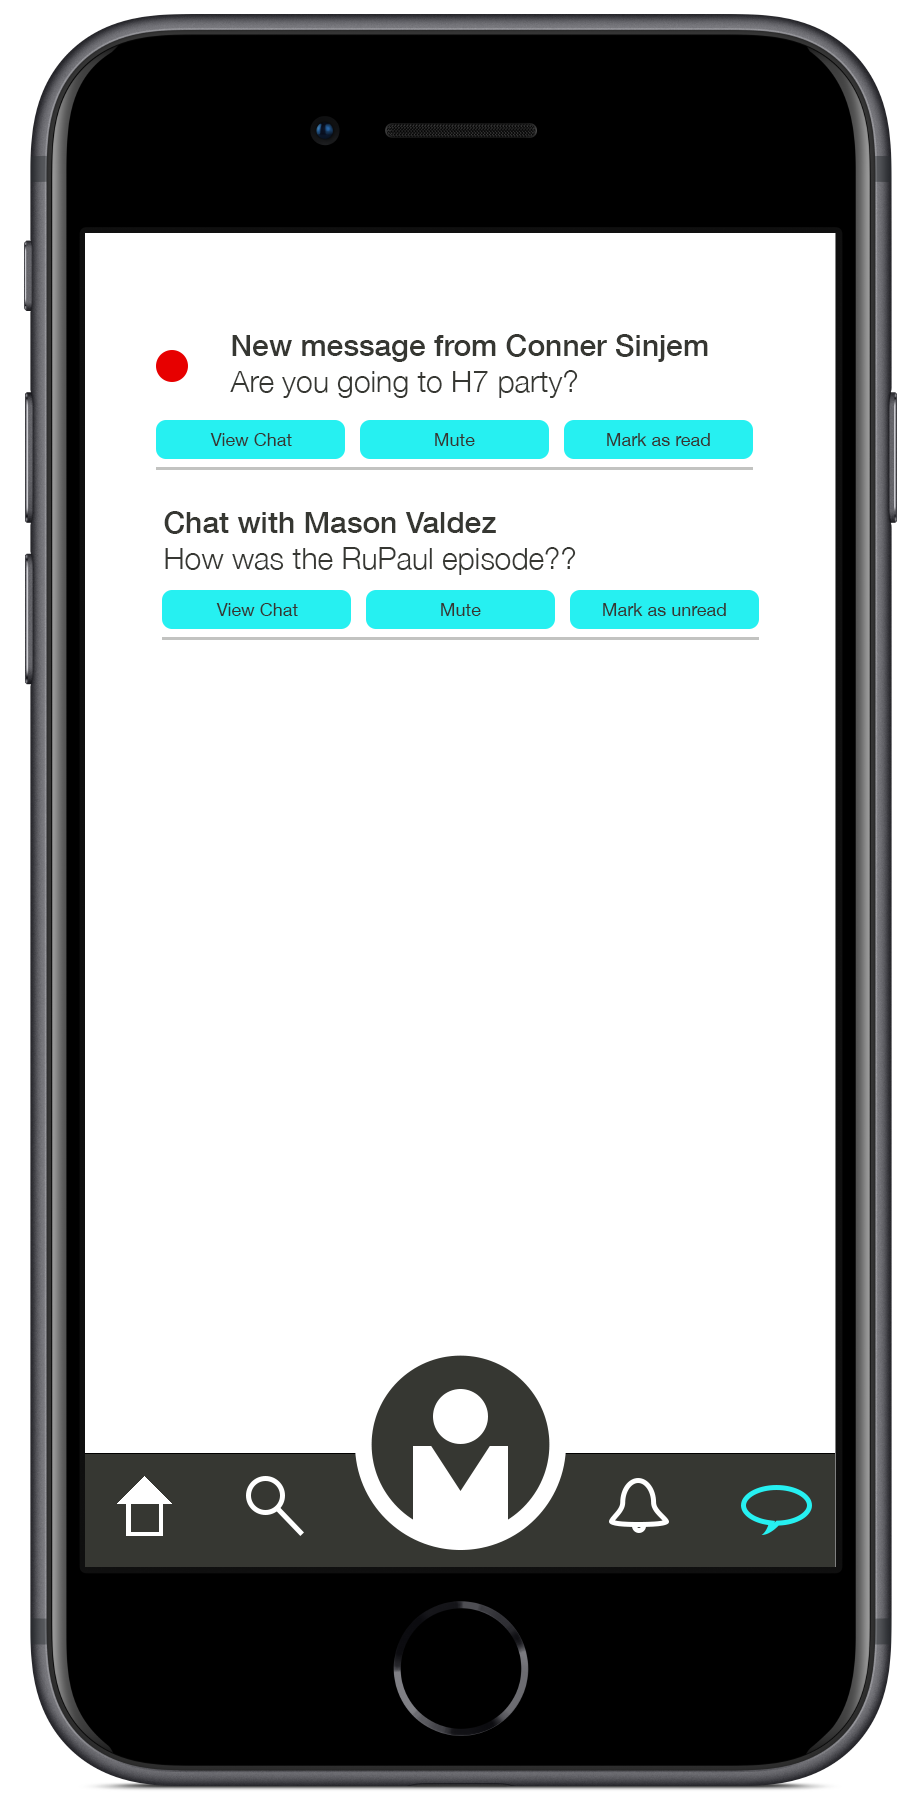 New message from Conner Sinjem
Are you going to H7 party?
View Chat Mute Mark as read
Chat with Mason Valdez
How was the RuPaul episode??
View Chat Mute Mark as unread